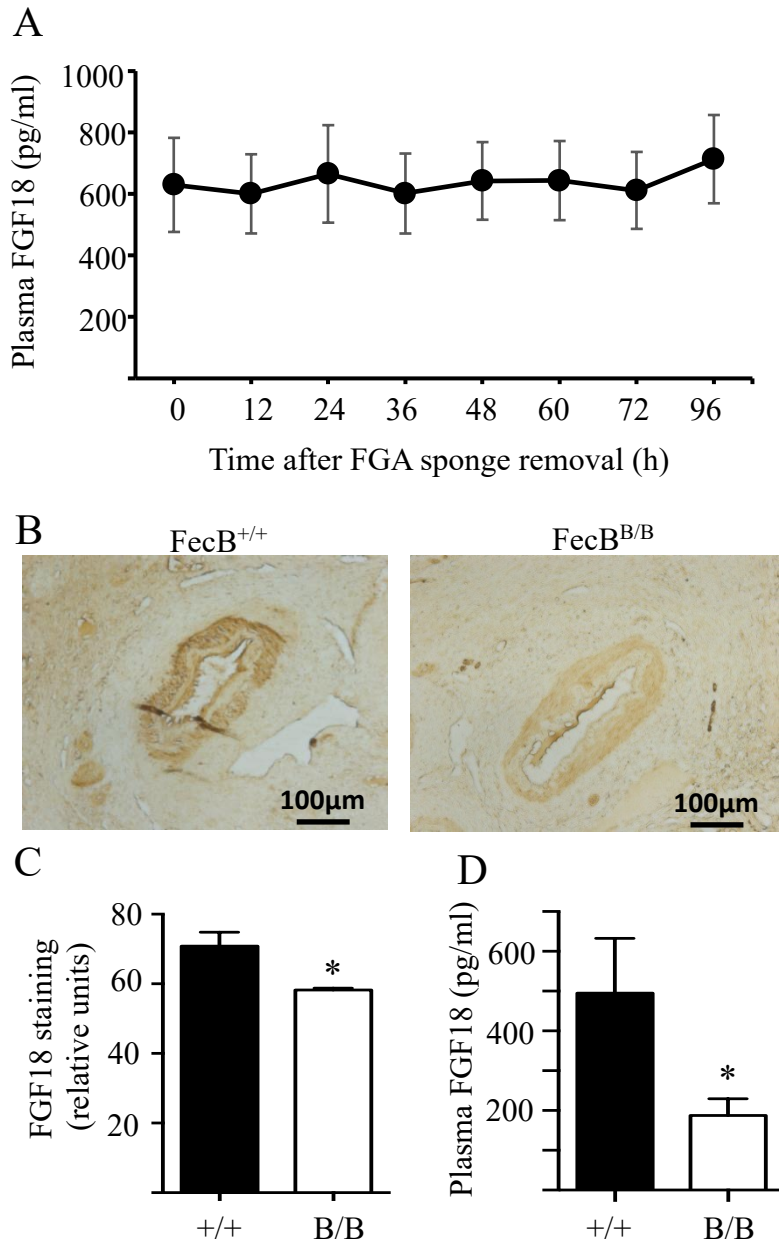 A
Plasma FGF18 (pg/ml)
1000
800
600
400
200
0 12 24 36 48 60 72 96
Time after FGA sponge removal (h)
B
FecB+/+ FecBB/B
100µm 100µm
C
FGF18 staining
(relative units)
80
60
40
20
*
+/+ B/B
D
Plasma FGF18 (pg/ml)
600
400
200
*
+/+ B/B